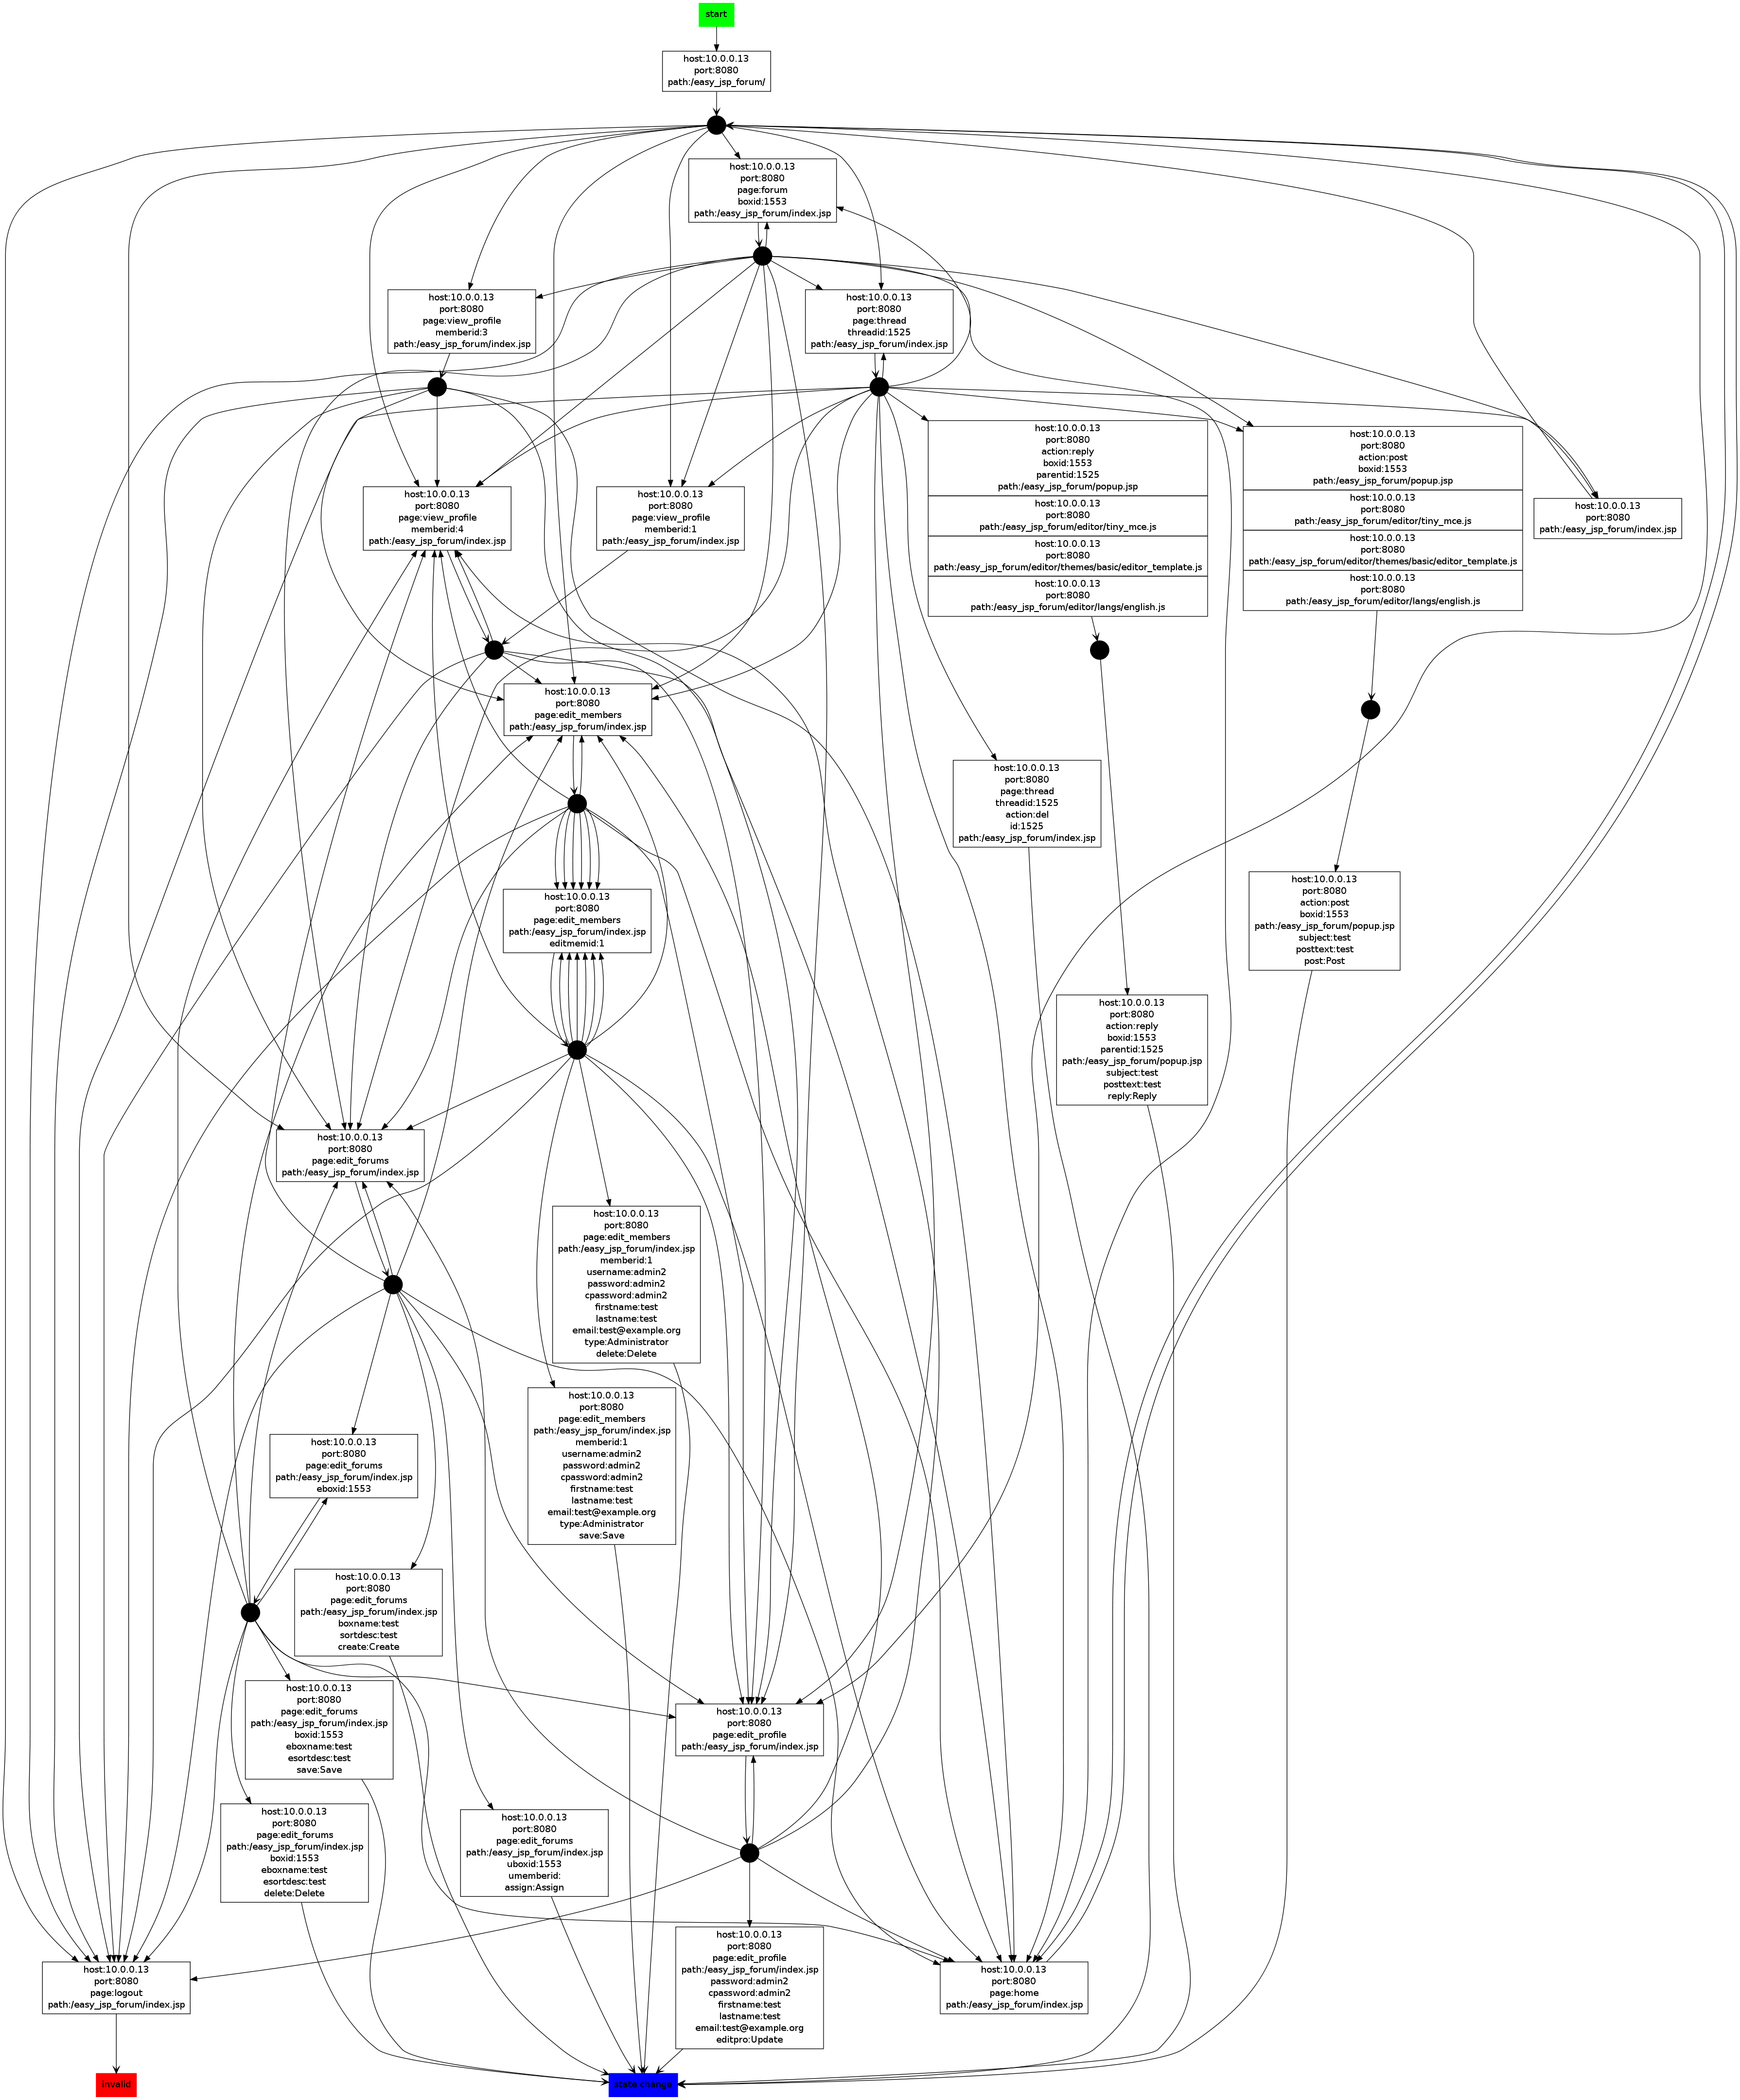 start
host:10.0.0.13
port:8080
path:/easy_jsp_forum/
host:10.0.0.13
port:8080
page:forum
boxid:1553
path:/easy_jsp_forum/index.jsp
host:10.0.0.13
port:8080
page:view_profile
memberid:3
path:/easy_jsp_forum/index.jsp
host:10.0.0.13
port:8080
page:thread
threadid:1525
path:/easy_jsp_forum/index.jsp
host:10.0.0.13
port:8080
action:reply
boxid:1553
parentid:1525
path:/easy_jsp_forum/popup.jsp
host:10.0.0.13
port:8080
path:/easy_jsp_forum/editor/tiny_mce.js
host:10.0.0.13
port:8080
path:/easy_jsp_forum/editor/themes/basic/editor_template.js
host:10.0.0.13
port:8080
path:/easy_jsp_forum/editor/langs/english.js
host:10.0.0.13
port:8080
action:post
boxid:1553
path:/easy_jsp_forum/popup.jsp
host:10.0.0.13
port:8080
path:/easy_jsp_forum/editor/tiny_mce.js
host:10.0.0.13
port:8080
path:/easy_jsp_forum/editor/themes/basic/editor_template.js
host:10.0.0.13
port:8080
path:/easy_jsp_forum/editor/langs/english.js
host:10.0.0.13
port:8080
page:view_profile
memberid:4
path:/easy_jsp_forum/index.jsp
host:10.0.0.13
port:8080
page:view_profile
memberid:1
path:/easy_jsp_forum/index.jsp
host:10.0.0.13
port:8080
path:/easy_jsp_forum/index.jsp
host:10.0.0.13
port:8080
page:edit_members
path:/easy_jsp_forum/index.jsp
host:10.0.0.13
port:8080
page:thread
threadid:1525
action:del
id:1525
path:/easy_jsp_forum/index.jsp
host:10.0.0.13
port:8080
action:post
boxid:1553
path:/easy_jsp_forum/popup.jsp
subject:test
posttext:test
post:Post
host:10.0.0.13
port:8080
page:edit_members
path:/easy_jsp_forum/index.jsp
editmemid:1
host:10.0.0.13
port:8080
action:reply
boxid:1553
parentid:1525
path:/easy_jsp_forum/popup.jsp
subject:test
posttext:test
reply:Reply
host:10.0.0.13
port:8080
page:edit_forums
path:/easy_jsp_forum/index.jsp
host:10.0.0.13
port:8080
page:edit_members
path:/easy_jsp_forum/index.jsp
memberid:1
username:admin2
password:admin2
cpassword:admin2
firstname:test
lastname:test
email:test@example.org
type:Administrator
delete:Delete
host:10.0.0.13
port:8080
page:edit_members
path:/easy_jsp_forum/index.jsp
memberid:1
username:admin2
password:admin2
cpassword:admin2
firstname:test
lastname:test
email:test@example.org
type:Administrator
save:Save
host:10.0.0.13
port:8080
page:edit_forums
path:/easy_jsp_forum/index.jsp
eboxid:1553
host:10.0.0.13
port:8080
page:edit_forums
path:/easy_jsp_forum/index.jsp
boxname:test
sortdesc:test
create:Create
host:10.0.0.13
port:8080
page:edit_forums
path:/easy_jsp_forum/index.jsp
boxid:1553
eboxname:test
esortdesc:test
save:Save
host:10.0.0.13
port:8080
page:edit_profile
path:/easy_jsp_forum/index.jsp
host:10.0.0.13
port:8080
page:edit_forums
path:/easy_jsp_forum/index.jsp
boxid:1553
eboxname:test
esortdesc:test
delete:Delete
host:10.0.0.13
port:8080
page:edit_forums
path:/easy_jsp_forum/index.jsp
uboxid:1553
umemberid:
assign:Assign
host:10.0.0.13
port:8080
page:edit_profile
path:/easy_jsp_forum/index.jsp
password:admin2
cpassword:admin2
firstname:test
lastname:test
email:test@example.org
editpro:Update
host:10.0.0.13
port:8080
page:logout
path:/easy_jsp_forum/index.jsp
host:10.0.0.13
port:8080
page:home
path:/easy_jsp_forum/index.jsp
invalid
state change